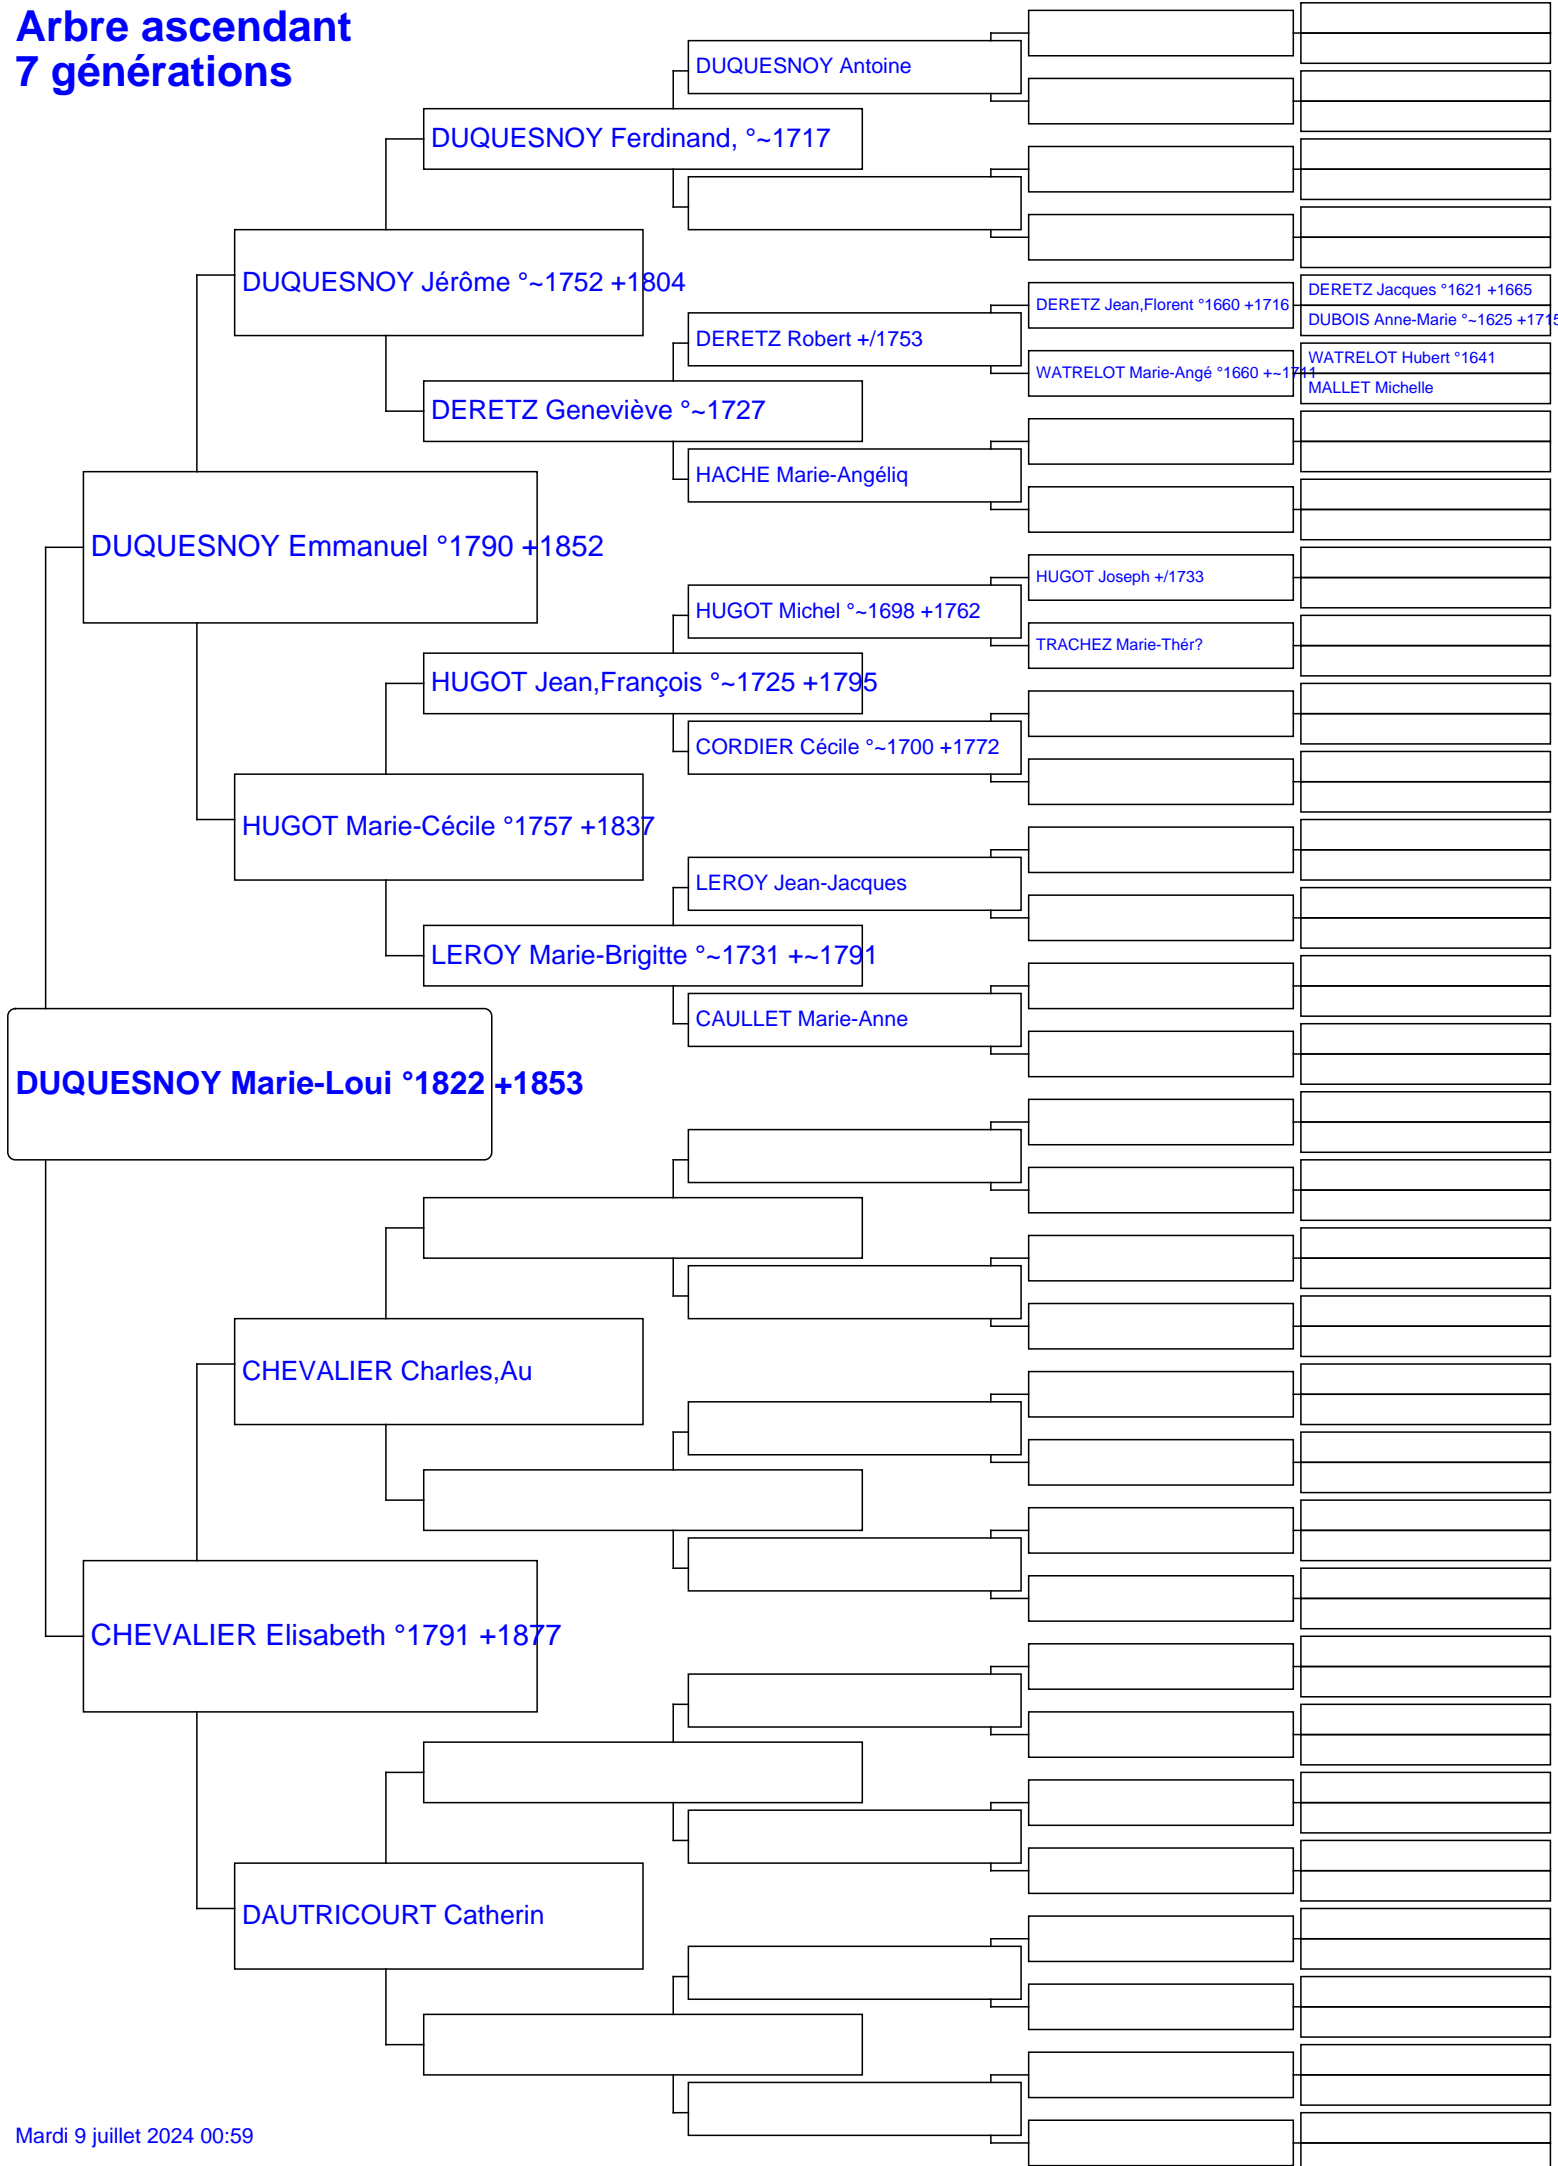 Arbre ascendant
7 générations
DUQUESNOY Antoine
DUQUESNOY Ferdinand, °~1717
DUQUESNOY Jérôme °~1752 +1804
DERETZ Jacques °1621 +1665
DERETZ Jean,Florent °1660 +1716
DUBOIS Anne-Marie °~1625 +1715
DERETZ Robert +/1753
WATRELOT Hubert °1641
WATRELOT Marie-Angé °1660 +~1711
MALLET Michelle
DERETZ Geneviève °~1727
HACHE Marie-Angéliq
DUQUESNOY Emmanuel °1790 +1852
HUGOT Joseph +/1733
HUGOT Michel °~1698 +1762
TRACHEZ Marie-Thér?
HUGOT Jean,François °~1725 +1795
CORDIER Cécile °~1700 +1772
HUGOT Marie-Cécile °1757 +1837
LEROY Jean-Jacques
LEROY Marie-Brigitte °~1731 +~1791
CAULLET Marie-Anne
DUQUESNOY Marie-Loui °1822 +1853
CHEVALIER Charles,Au
CHEVALIER Elisabeth °1791 +1877
DAUTRICOURT Catherin
Mardi 9 juillet 2024 00:59